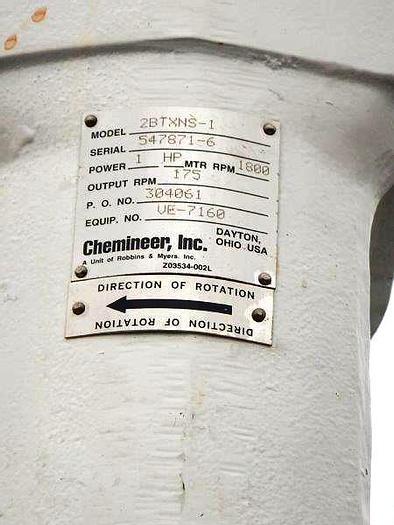 MODEL 2BTXNS-1
SERIAL 547871-6
POWER 1 HP MTR RPM 1800
OUTPUT RPM 175
P. O. NO. 304061
EQUIP. NO. VE-7160
Chemineer, Inc. DAYTON, OHIO USA
A Unit of Robbins & Myers, Inc.
Z03534-002L
DIRECTION OF ROTATION
DIRECTION OF ROTATION